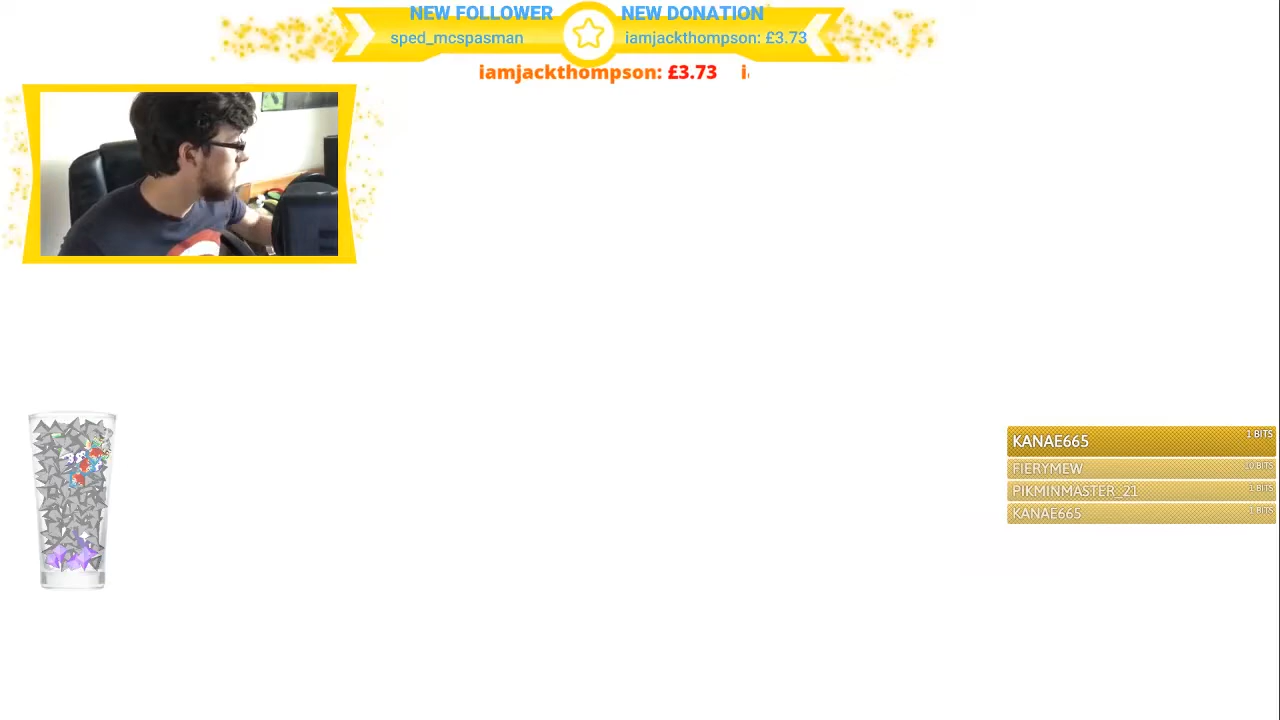 NEW FOLLOWER
NEW DONATION
sped_mcspasman
iamjackthompson: £3.73
iamjackthompson: £3.73
KANAE665
1 BITS
FIERYMEW
10 BITS
PIKMINMASTER_21
1 BITS
KANAE665
1 BITS